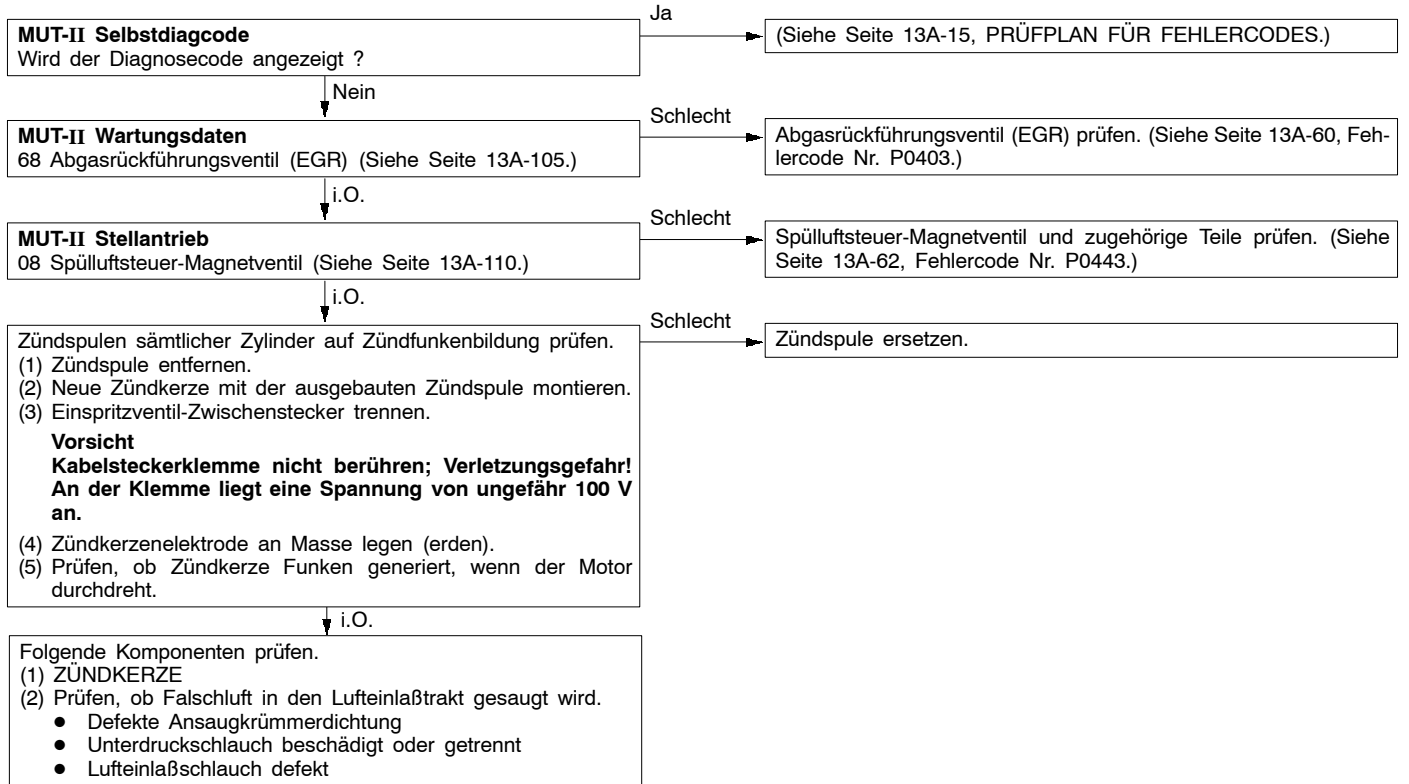 Ja
MUT-II Selbstdiagcode
Wird der Diagnosecode angezeigt ?
(Siehe Seite 13A-15, PRÜFPLAN FÜR FEHLERCODES.)
Nein
MUT-II Wartungsdaten
68 Abgasrückführungsventil (EGR) (Siehe Seite 13A-105.)
Schlecht
Abgasrückführungsventil (EGR) prüfen. (Siehe Seite 13A-60, Feh-
lercode Nr. P0403.)
i.O.
MUT-II Stellantrieb
08 Spülluftsteuer-Magnetventil (Siehe Seite 13A-110.)
Schlecht
Spülluftsteuer-Magnetventil und zugehörige Teile prüfen. (Siehe
Seite 13A-62, Fehlercode Nr. P0443.)
i.O.
Zündspulen sämtlicher Zylinder auf Zündfunkenbildung prüfen.
(1) Zündspule entfernen.
(2) Neue Zündkerze mit der ausgebauten Zündspule montieren.
(3) Einspritzventil-Zwischenstecker trennen.
Vorsicht
Kabelsteckerklemme nicht berühren; Verletzungsgefahr!
An der Klemme liegt eine Spannung von ungefähr 100 V
an.
(4) Zündkerzenelektrode an Masse legen (erden).
(5) Prüfen, ob Zündkerze Funken generiert, wenn der Motor
durchdreht.
Schlecht
Zündspule ersetzen.
i.O.
Folgende Komponenten prüfen.
(1) ZÜNDKERZE
(2) Prüfen, ob Falschluft in den Lufteinlaßtrakt gesaugt wird.
● Defekte Ansaugkrümmerdichtung
● Unterdruckschlauch beschädigt oder getrennt
● Lufteinlaßschlauch defekt